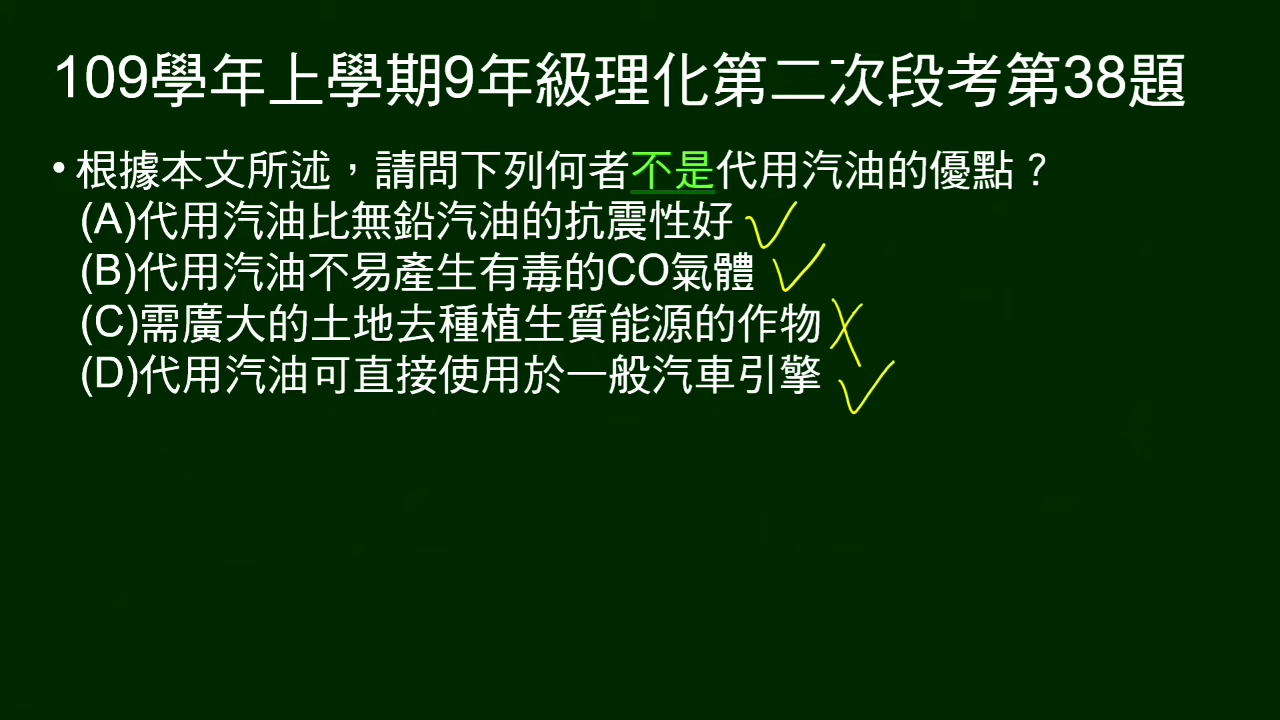 109學年上學期9年級理化第二次段考第38題
•根據本文所述，請問下列何者不是代用汽油的優點？
(A)代用汽油比無鉛汽油的抗震性好
(B)代用汽油不易產生有毒的CO氣體
(C)需廣大的土地去種植生質能源的作物
(D)代用汽油可直接使用於一般汽車引擎